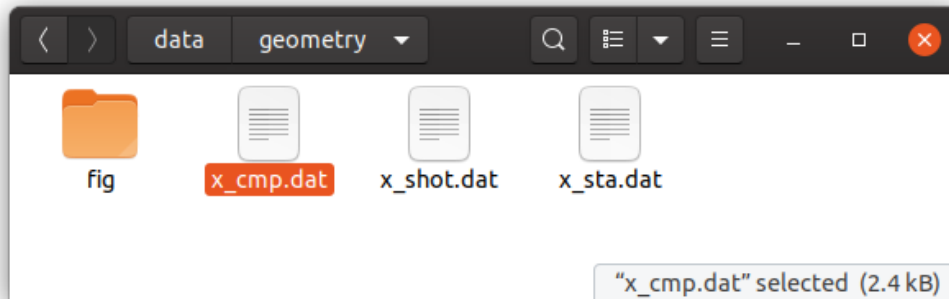 data geometry
fig x_cmp.dat x_shot.dat x_sta.dat
“x_cmp.dat” selected (2.4 kB)